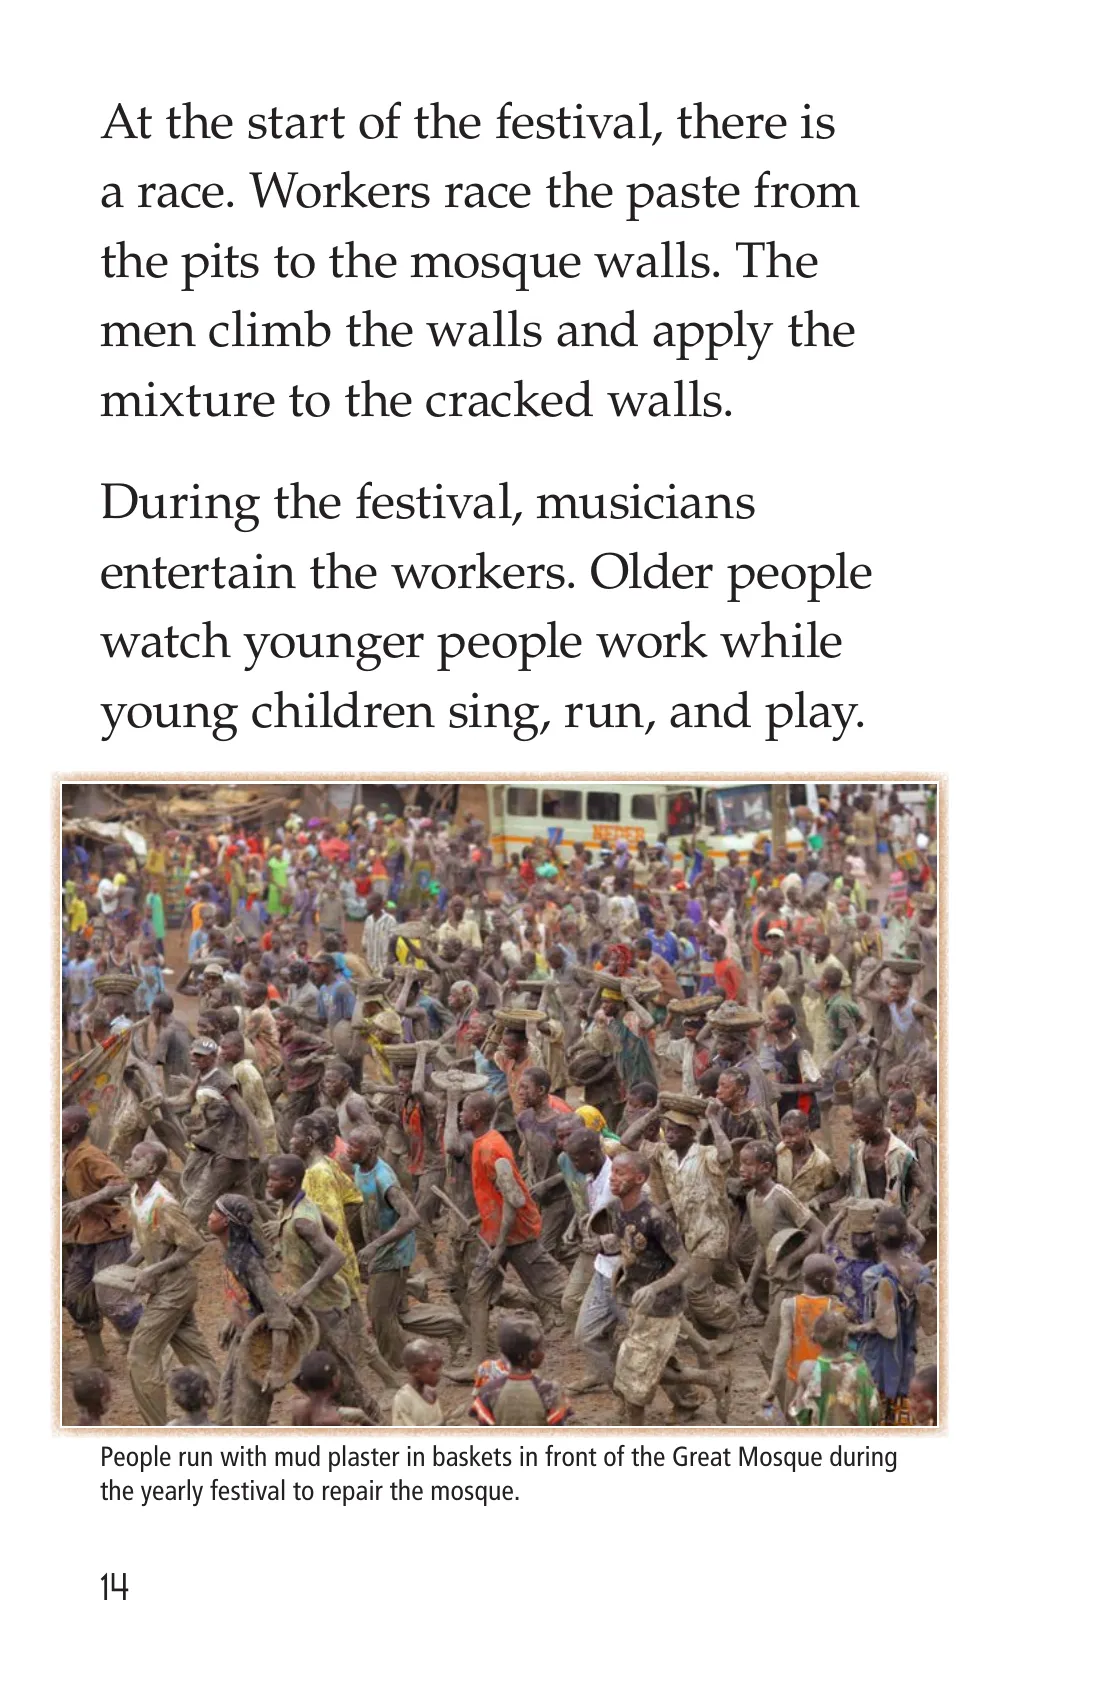 At the start of the festival, there is
a race. Workers race the paste from
the pits to the mosque walls. The
men climb the walls and apply the
mixture to the cracked walls.
During the festival, musicians
entertain the workers. Older people
watch younger people work while
young children sing, run, and play.
People run with mud plaster in baskets in front of the Great Mosque during
the yearly festival to repair the mosque.
14